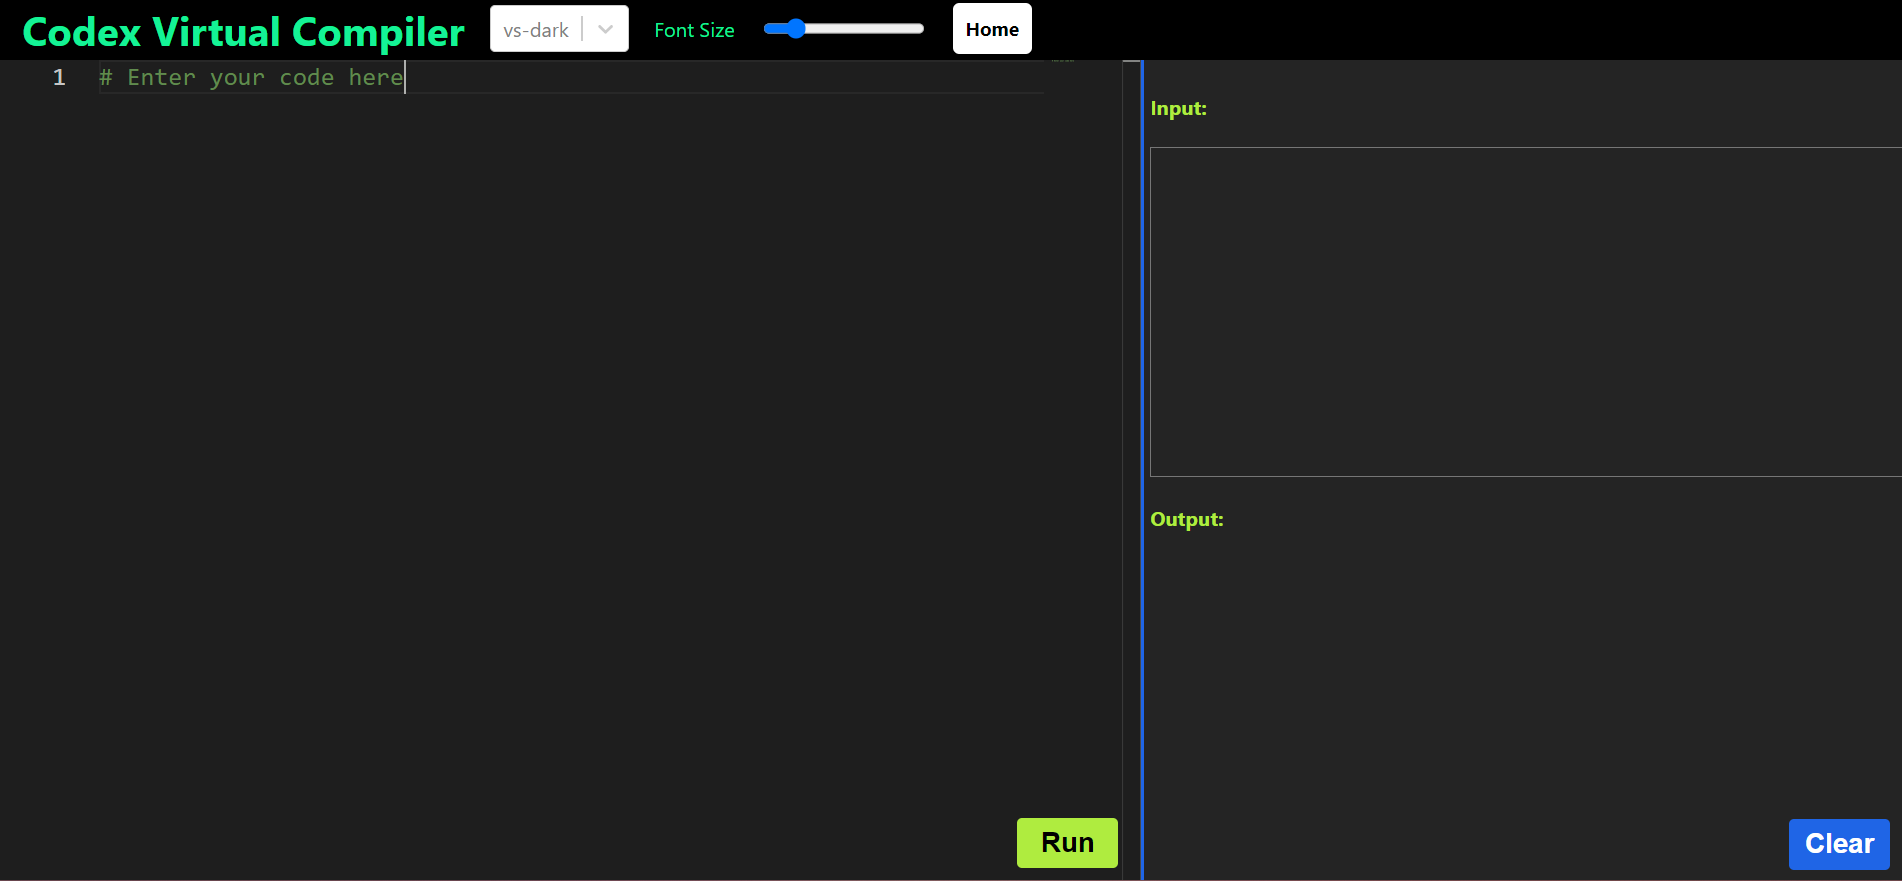 Codex Virtual Compiler
vs-dark
Font Size
Home
1 # Enter your code here
Input:
Output:
Run
Clear